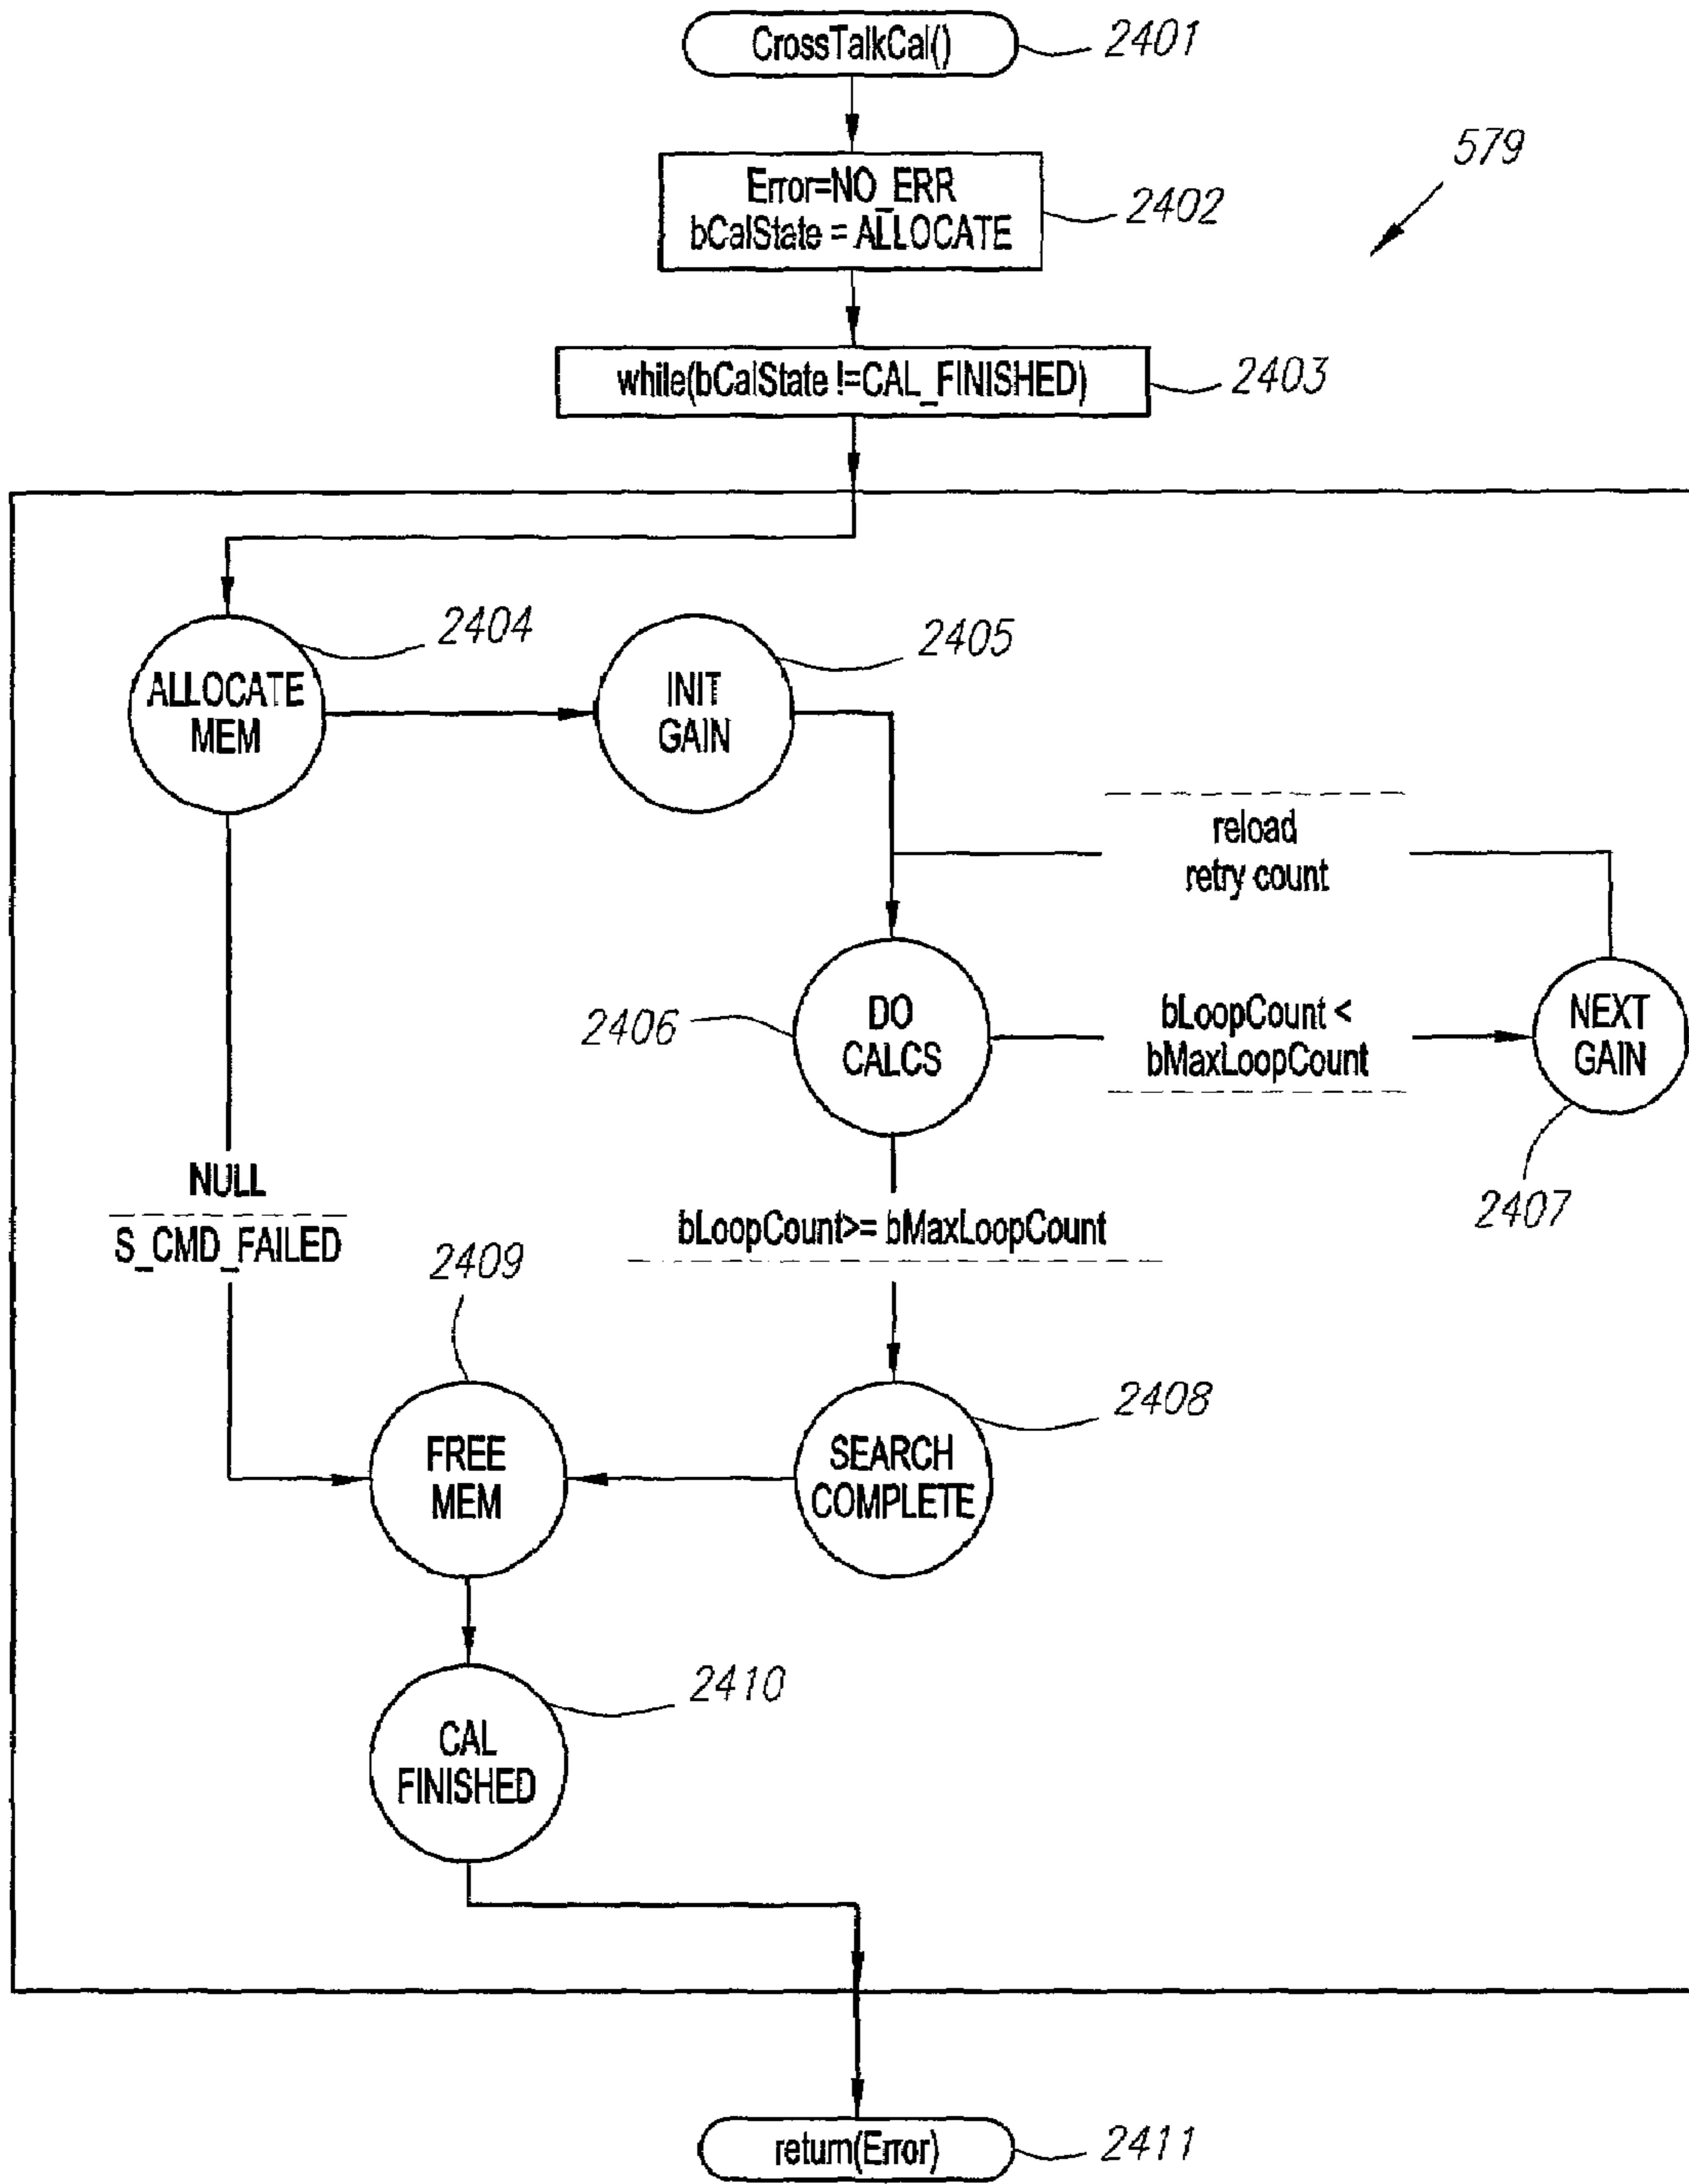 CrossTalkCal()
2401
579
Error=NO_ERR
bCalState = ALLOCATE
2402
while(bCalState !=CAL_FINISHED)
2403
2404
2405
ALLOCATE
MEM
INIT
GAIN
reload
retry count
2406
DO
CALCS
bLoopCount <
bMaxLoopCount
NEXT
GAIN
2407
NULL
S_CMD_FAILED
bLoopCount>= bMaxLoopCount
2409
2408
FREE
MEM
SEARCH
COMPLETE
2410
CAL
FINISHED
return(Error)
2411